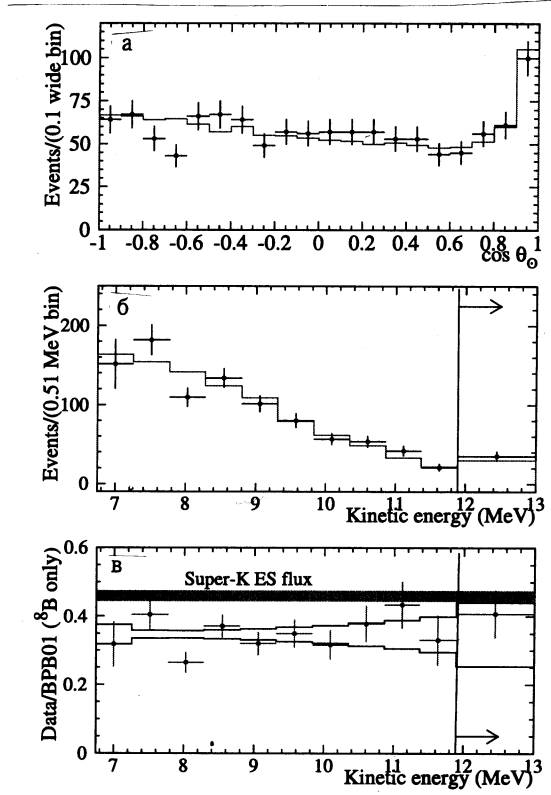 a
Events/(0.1 wide bin)
100
75
50
25
0
-1 -0.8 -0.6 -0.4 -0.2 0 0.2 0.4 0.6 0.8 1
cos θ⊙
б
Events/(0.51 MeV bin)
200
100
0
7 8 9 10 11 12 13
Kinetic energy (MeV)
в
Super-K ES flux
Data/BPB01 (⁸B only)
0.6
0.4
0.2
0
7 8 9 10 11 12 13
Kinetic energy (MeV)